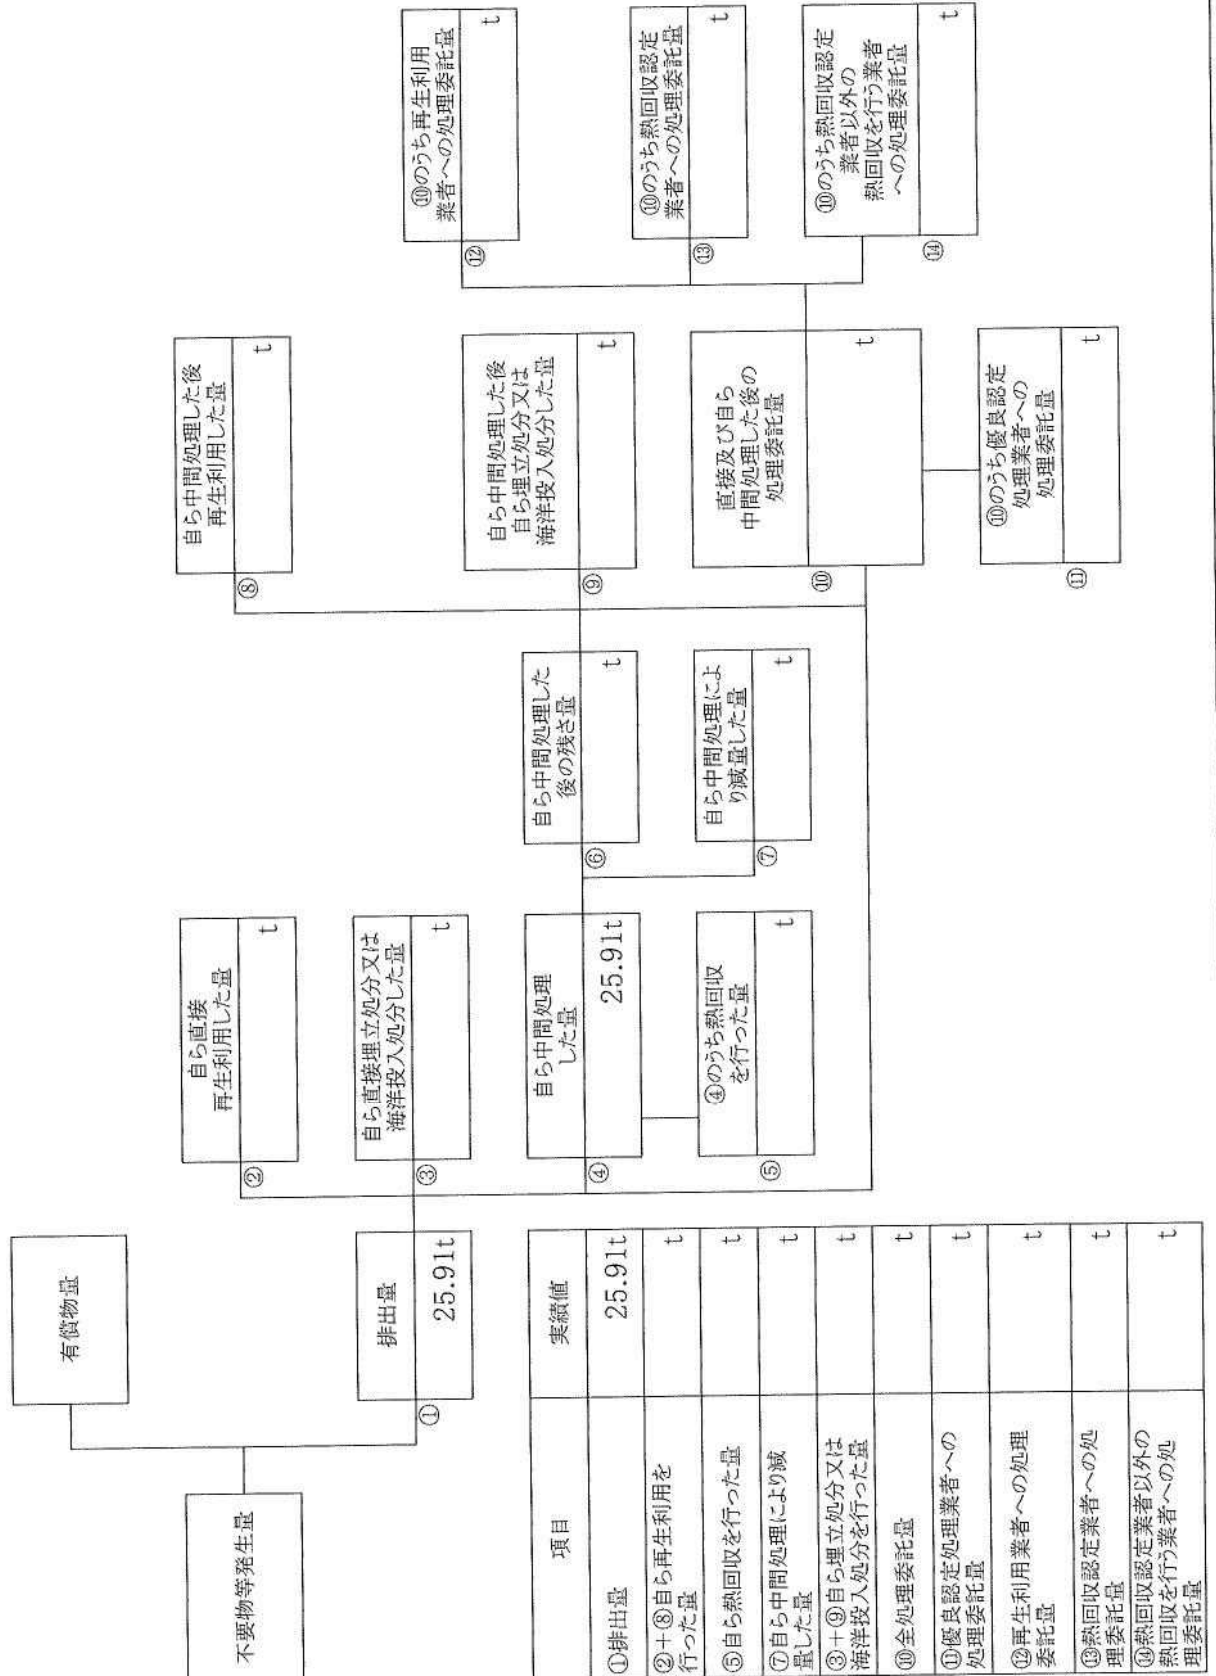 不要物等発生量
有償物量
排出量
① 25.91t
自ら直接
再生利用した量
② t
自ら直接埋立処分又は
海洋投入処分した量
③ t
自ら中間処理
した量
④ 25.91t
④のうち熱回収
を行った量
⑤ t
自ら中間処理した
後の残さ量
⑥ t
自ら中間処理によ
り減量した量
⑦ t
自ら中間処理した後
再生利用した量
⑧ t
自ら中間処理した後
自ら埋立処分又は
海洋投入処分した量
⑨ t
直接及び自ら
中間処理した後の
処理委託量
⑩ t
⑩のうち優良認定
処理業者への
処理委託量
⑪ t
⑩のうち再生利用
業者への処理委託量
⑫ t
⑩のうち熱回収認定
業者への処理委託量
⑬ t
⑩のうち熱回収認定
業者以外の
熱回収を行う業者
への処理委託量
⑭ t
項目 実績値
①排出量 25.91t
②+⑧自ら再生利用を
行った量 t
⑤自ら熱回収を行った量 t
⑦自ら中間処理により減
量した量 t
③+⑨自ら埋立処分又は
海洋投入処分を行った量 t
⑩全処理委託量 t
⑪優良認定処理業者への
処理委託量 t
⑫再生利用業者への処理
委託量 t
⑬熱回収認定業者への処
理委託量 t
⑭熱回収認定業者以外の
熱回収を行う業者への処
理委託量 t